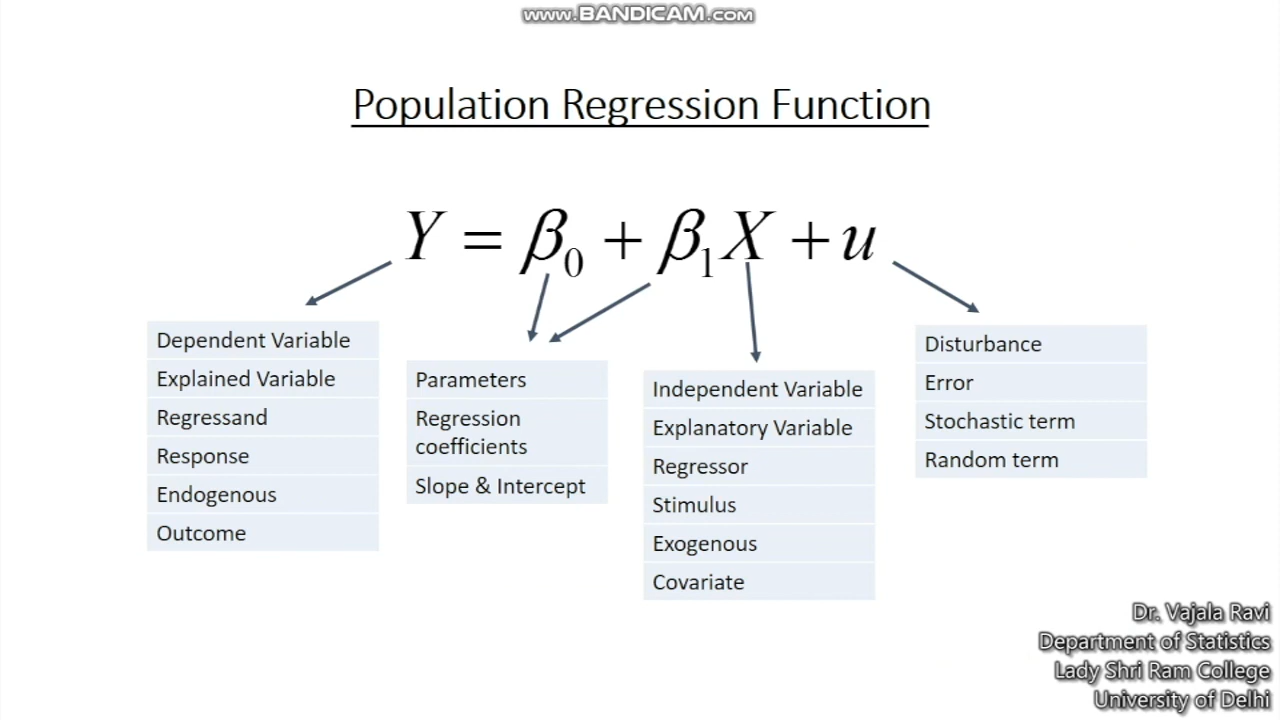 www.BANDICAM.com
Population Regression Function
Y = β₀ + β₁X + u
Dependent Variable
Explained Variable
Regressand
Response
Endogenous
Outcome
Parameters
Regression
coefficients
Slope & Intercept
Independent Variable
Explanatory Variable
Regressor
Stimulus
Exogenous
Covariate
Disturbance
Error
Stochastic term
Random term
Dr. Vajala Ravi
Department of Statistics
Lady Shri Ram College
University of Delhi